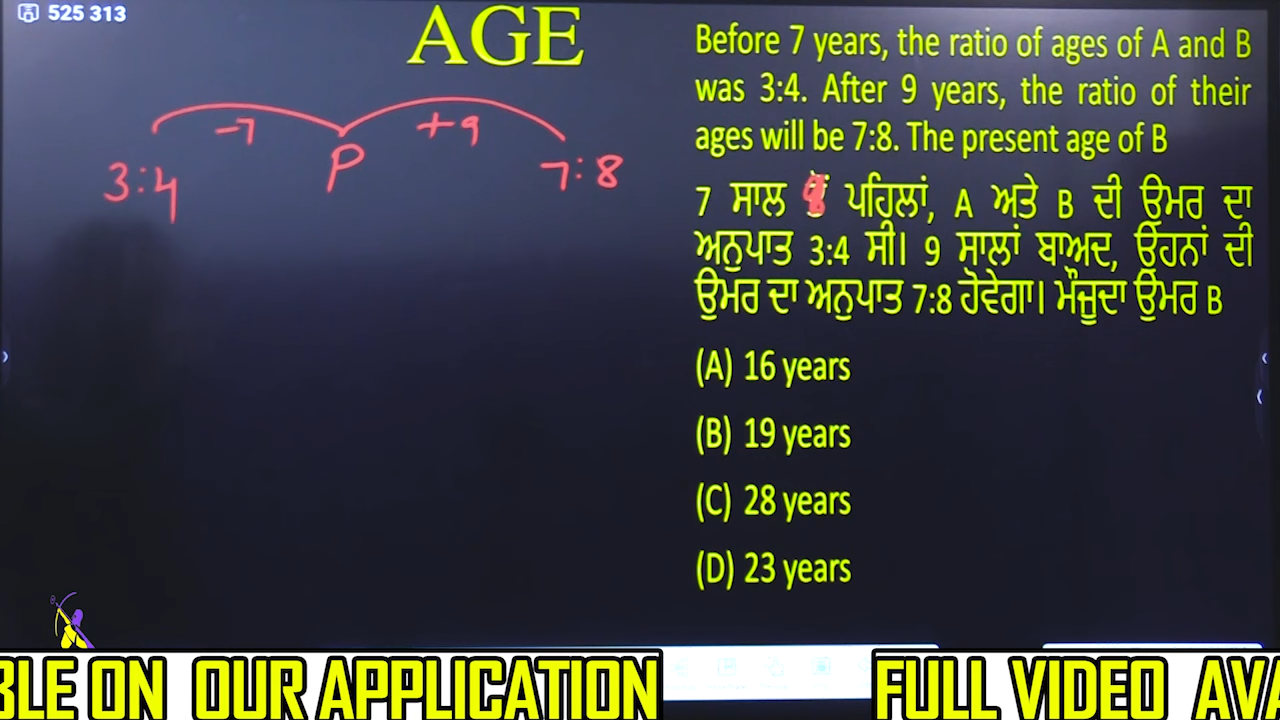 525 313
AGE
Before 7 years, the ratio of ages of A and B
was 3:4. After 9 years, the ratio of their
ages will be 7:8. The present age of B
-7
+9
3:4
P
7:8
7 ਸਾਲ ਪਹਿਲਾਂ, A ਅਤੇ B ਦੀ ਉਮਰ ਦਾ
ਅਨੁਪਾਤ 3:4 ਸੀ। 9 ਸਾਲਾਂ ਬਾਅਦ, ਉਹਨਾਂ ਦੀ
ਉਮਰ ਦਾ ਅਨੁਪਾਤ 7:8 ਹੋਵੇਗਾ। ਮੌਜੂਦਾ ਉਮਰ B
(A) 16 years
(B) 19 years
(C) 28 years
(D) 23 years
BLE ON OUR APPLICATION
FULL VIDEO AVA